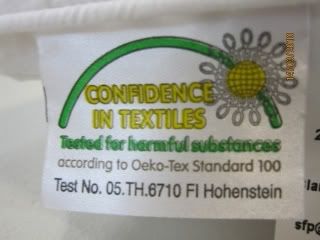 CONFIDENCE
IN TEXTILES
Tested for harmful substances
according to Oeko-Tex Standard 100
Test No. 05.TH.6710 FI Hohenstein
sfp@